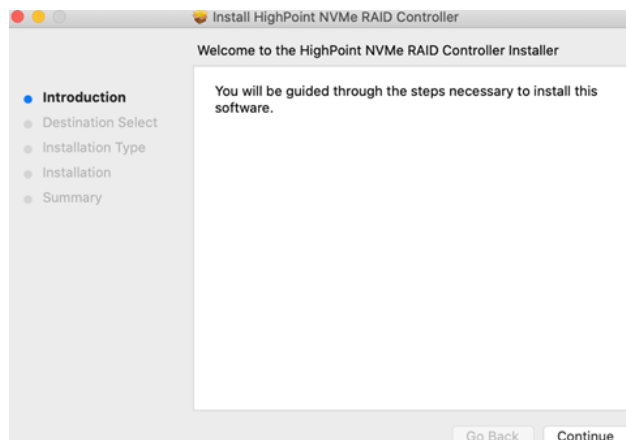 Install HighPoint NVMe RAID Controller
Welcome to the HighPoint NVMe RAID Controller Installer
Introduction
Destination Select
Installation Type
Installation
Summary
You will be guided through the steps necessary to install this
software.
Go Back
Continue